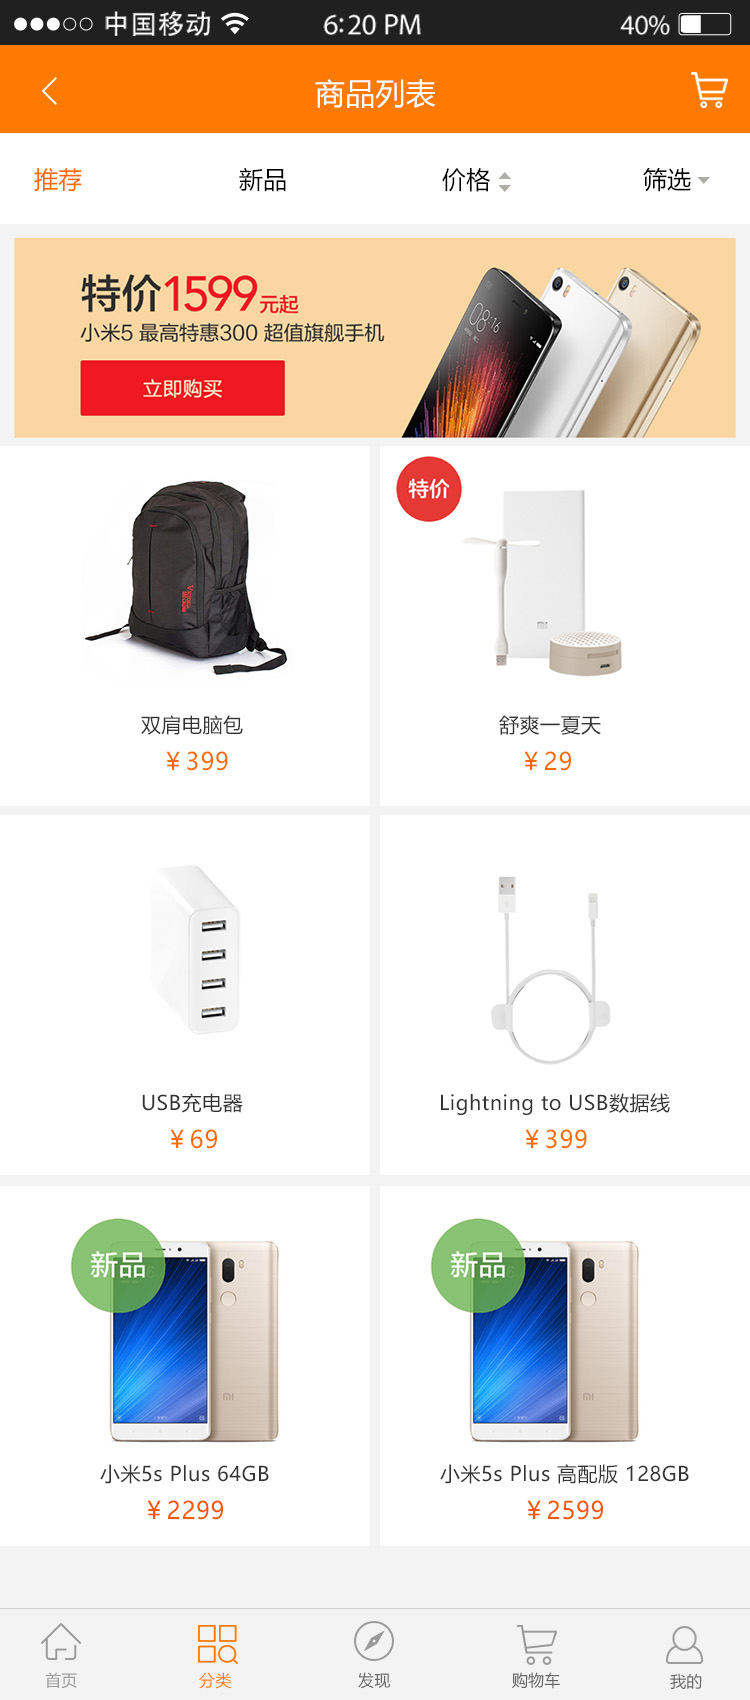 中国移动 6:20 PM 40%
商品列表
推荐 新品 价格 筛选
特价1599元起
小米5 最高特惠300 超值旗舰手机
立即购买
08:16
特价
双肩电脑包
¥399
舒爽一夏天
¥29
USB充电器
¥69
Lightning to USB数据线
¥399
新品
小米5s Plus 64GB
¥2299
新品
小米5s Plus 高配版 128GB
¥2599
首页 分类 发现 购物车 我的